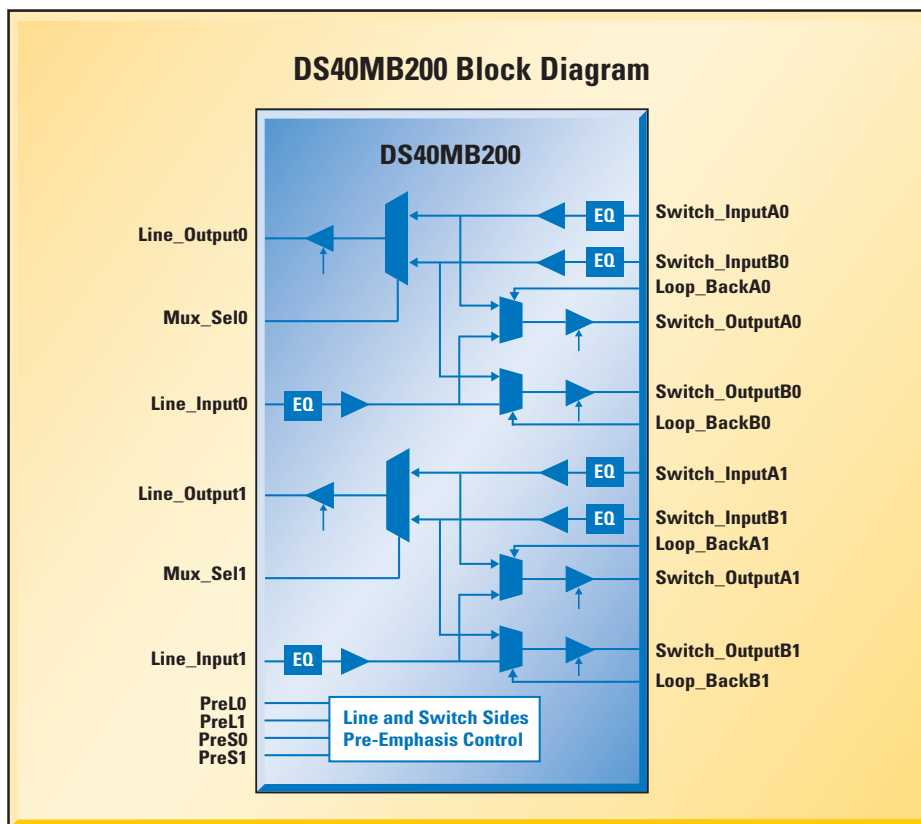 DS40MB200 Block Diagram
DS40MB200
Line_Output0
Mux_Sel0
Line_Input0
Line_Output1
Mux_Sel1
Line_Input1
PreL0
PreL1
PreS0
PreS1
EQ
EQ
EQ
EQ
EQ
EQ
Line and Switch Sides
Pre-Emphasis Control
Switch_InputA0
Switch_InputB0
Loop_BackA0
Switch_OutputA0
Switch_OutputB0
Loop_BackB0
Switch_InputA1
Switch_InputB1
Loop_BackA1
Switch_OutputA1
Switch_OutputB1
Loop_BackB1